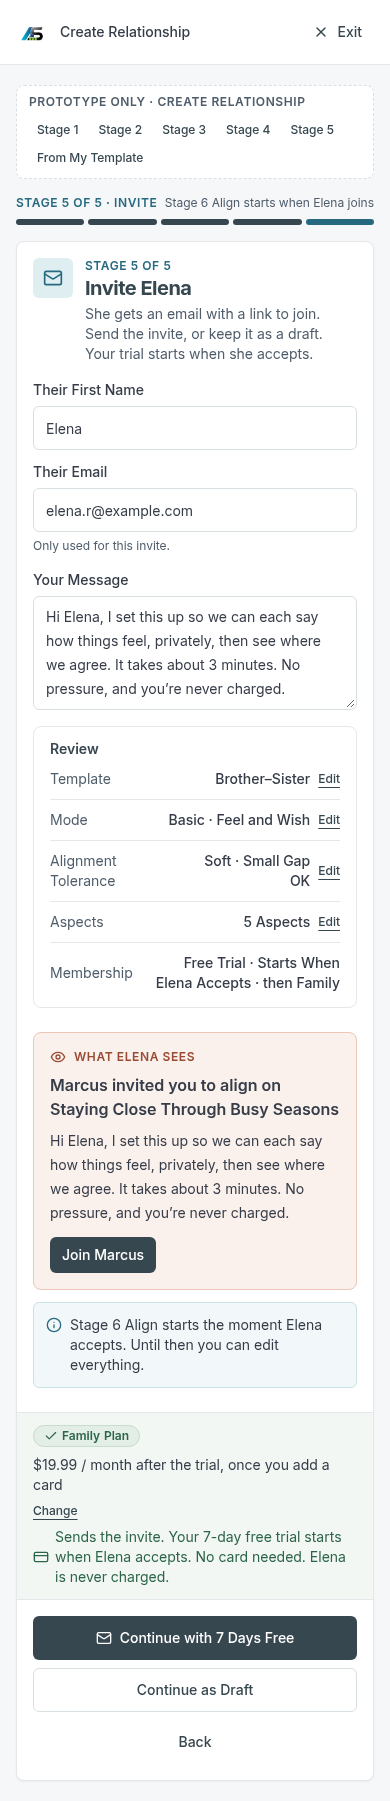 Create Relationship
Exit
PROTOTYPE ONLY · CREATE RELATIONSHIP
Stage 1 Stage 2 Stage 3 Stage 4 Stage 5
From My Template
STAGE 5 OF 5 · INVITE Stage 6 Align starts when Elena joins
STAGE 5 OF 5
Invite Elena
She gets an email with a link to join.
Send the invite, or keep it as a draft.
Your trial starts when she accepts.
Their First Name
Elena
Their Email
elena.r@example.com
Only used for this invite.
Your Message
Hi Elena, I set this up so we can each say
how things feel, privately, then see where
we agree. It takes about 3 minutes. No
pressure, and you’re never charged.
Review
Template Brother–Sister Edit
Mode Basic · Feel and Wish Edit
Alignment Tolerance Soft · Small Gap OK Edit
Aspects 5 Aspects Edit
Membership Free Trial · Starts When Elena Accepts · then Family
WHAT ELENA SEES
Marcus invited you to align on
Staying Close Through Busy Seasons
Hi Elena, I set this up so we can each say
how things feel, privately, then see where
we agree. It takes about 3 minutes. No
pressure, and you’re never charged.
Join Marcus
Stage 6 Align starts the moment Elena
accepts. Until then you can edit
everything.
Family Plan
$19.99 / month after the trial, once you add a
card
Change
Sends the invite. Your 7-day free trial starts
when Elena accepts. No card needed. Elena
is never charged.
Continue with 7 Days Free
Continue as Draft
Back